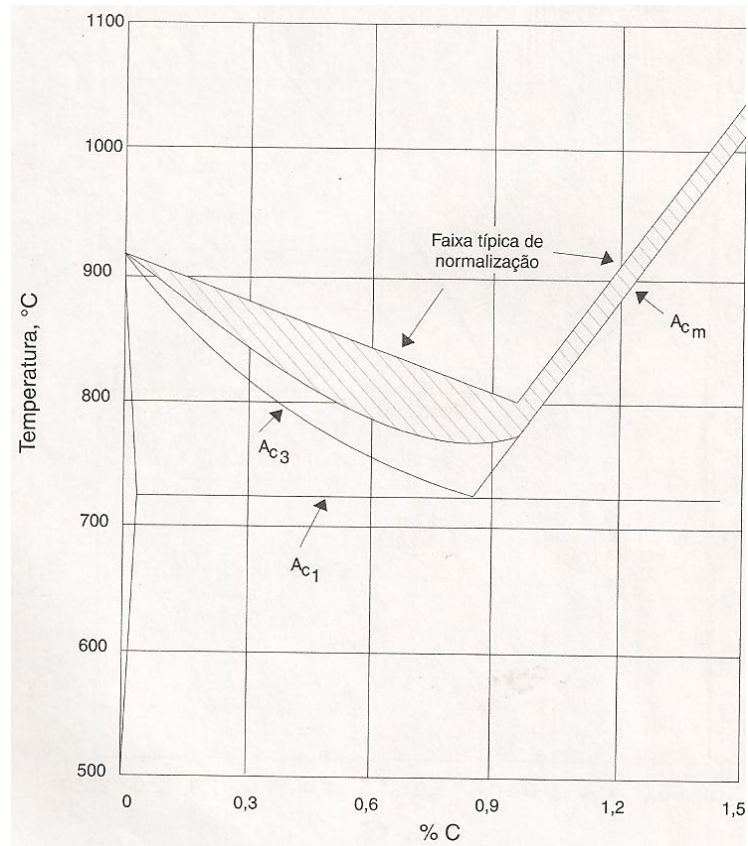 1100
1000
900
800
700
600
500
Temperatura, °C
Faixa típica de
normalização
Acm
Ac3
Ac1
0
0,3
0,6
0,9
1,2
1,5
% C